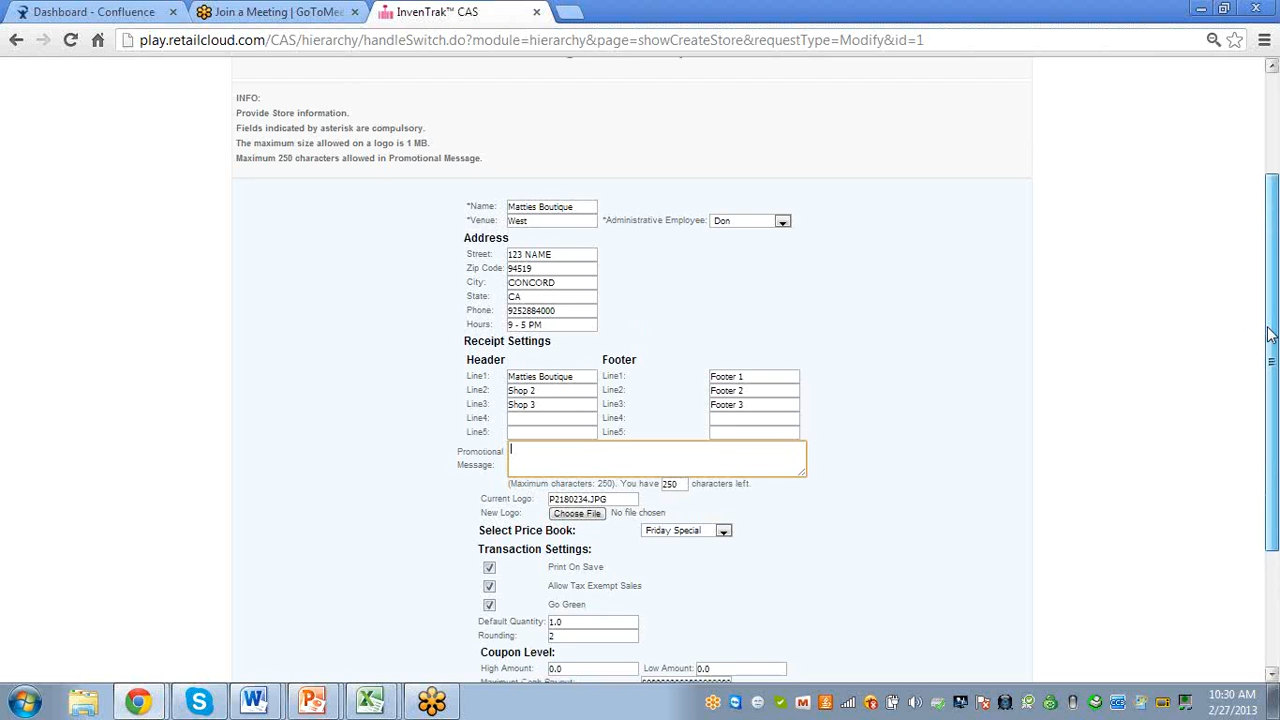 Dashboard - Confluence
Join a Meeting | GoToMee
InvenTrak™ CAS
play.retailcloud.com/CAS/hierarchy/handleSwitch.do?module=hierarchy&page=showCreateStore&requestType=Modify&id=1
INFO:
Provide Store information.
Fields indicated by asterisk are compulsory.
The maximum size allowed on a logo is 1 MB.
Maximum 250 characters allowed in Promotional Message.
*Name: Matties Boutique
*Venue: West *Administrative Employee: Don
Address
Street: 123 NAME
Zip Code: 94519
City: CONCORD
State: CA
Phone: 9252884000
Hours: 9 - 5 PM
Receipt Settings
Header Footer
Line1: Matties Boutique Line1: Footer 1
Line2: Shop 2 Line2: Footer 2
Line3: Shop 3 Line3: Footer 3
Line4: Line4:
Line5: Line5:
Promotional
Message:
(Maximum characters: 250). You have 250 characters left.
Current Logo: P2180234.JPG
New Logo: Choose File No file chosen
Select Price Book: Friday Special
Transaction Settings:
Print On Save
Allow Tax Exempt Sales
Go Green
Default Quantity: 1.0
Rounding: 2
Coupon Level:
High Amount: 0.0 Low Amount: 0.0
10:30 AM
2/27/2013